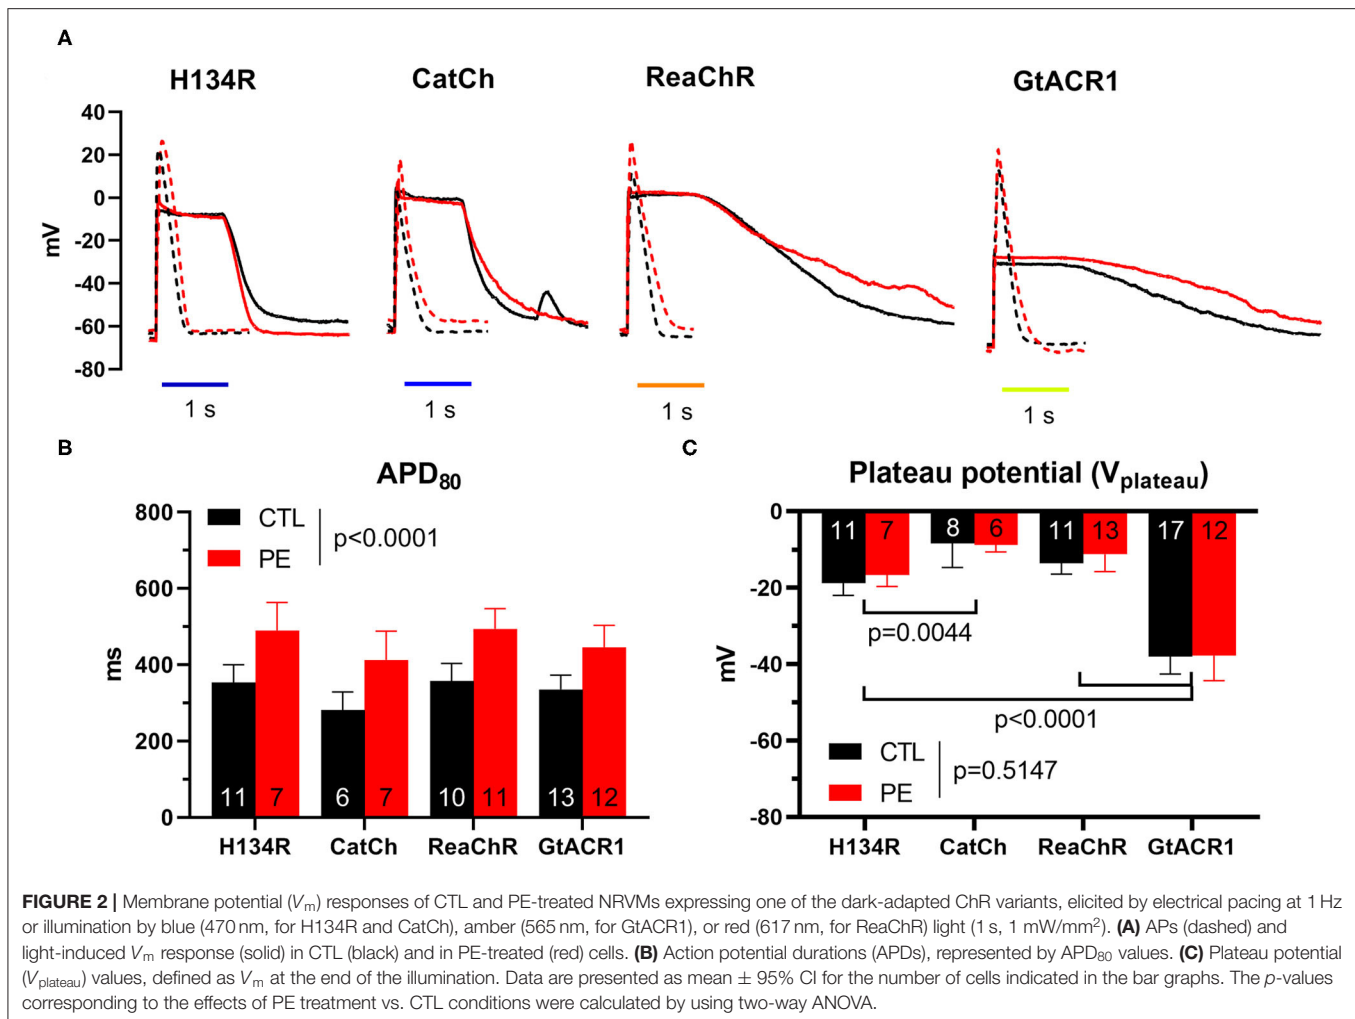 A
H134R
CatCh
ReaChR
GtACR1
40
20
0
-20
-40
-60
-80
mV
1 s
1 s
1 s
1 s
B
APD80
800
600
400
200
0
ms
CTL
PE
p<0.0001
11 7 6 7 10 11 13 12
H134R CatCh ReaChR GtACR1
C
Plateau potential (Vplateau)
0
-20
-40
-60
-80
mV
11 7 8 6 11 13 17 12
p=0.0044
p<0.0001
CTL
PE
p=0.5147
H134R CatCh ReaChR GtACR1
FIGURE 2 | Membrane potential (Vm) responses of CTL and PE-treated NRVMs expressing one of the dark-adapted ChR variants, elicited by electrical pacing at 1 Hz
or illumination by blue (470 nm, for H134R and CatCh), amber (565 nm, for GtACR1), or red (617 nm, for ReaChR) light (1 s, 1 mW/mm²). (A) APs (dashed) and
light-induced Vm response (solid) in CTL (black) and in PE-treated (red) cells. (B) Action potential durations (APDs), represented by APD80 values. (C) Plateau potential
(Vplateau) values, defined as Vm at the end of the illumination. Data are presented as mean ± 95% CI for the number of cells indicated in the bar graphs. The p-values
corresponding to the effects of PE treatment vs. CTL conditions were calculated by using two-way ANOVA.